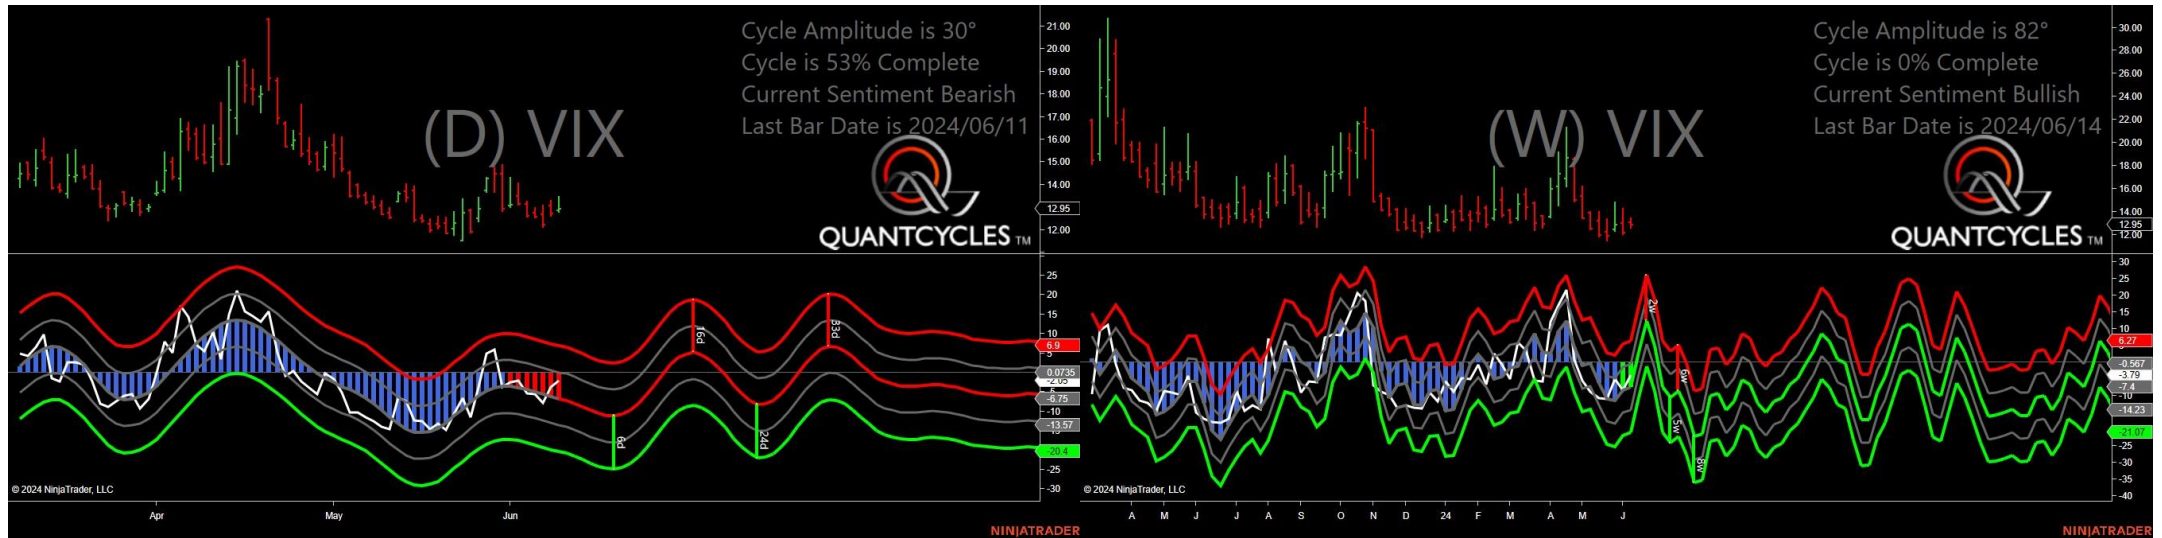 Cycle Amplitude is 30°
Cycle is 53% Complete
Current Sentiment Bearish
Last Bar Date is 2024/06/11
(D) VIX
QUANTCYCLES TM
21.00
20.00
19.00
18.00
17.00
16.00
15.00
14.00
12.95
12.00
25
20
15
10
6.9
5
0.0735
-2.05
-6.75
-10
-13.57
-20.4
-25
-30
16d
33d
6d
24d
© 2024 NinjaTrader, LLC
Apr May Jun
NINJATRADER
Cycle Amplitude is 82°
Cycle is 0% Complete
Current Sentiment Bullish
Last Bar Date is 2024/06/14
(W) VIX
QUANTCYCLES TM
30.00
28.00
26.00
24.00
22.00
20.00
18.00
16.00
14.00
12.95
12.00
30
25
20
15
10
6.27
-0.567
-3.79
-7.4
-10
-14.23
-21.07
-25
-30
-35
-40
2w
6w
5w
8w
© 2024 NinjaTrader, LLC
A M J J A S O N D 24 F M A M J
NINJATRADER